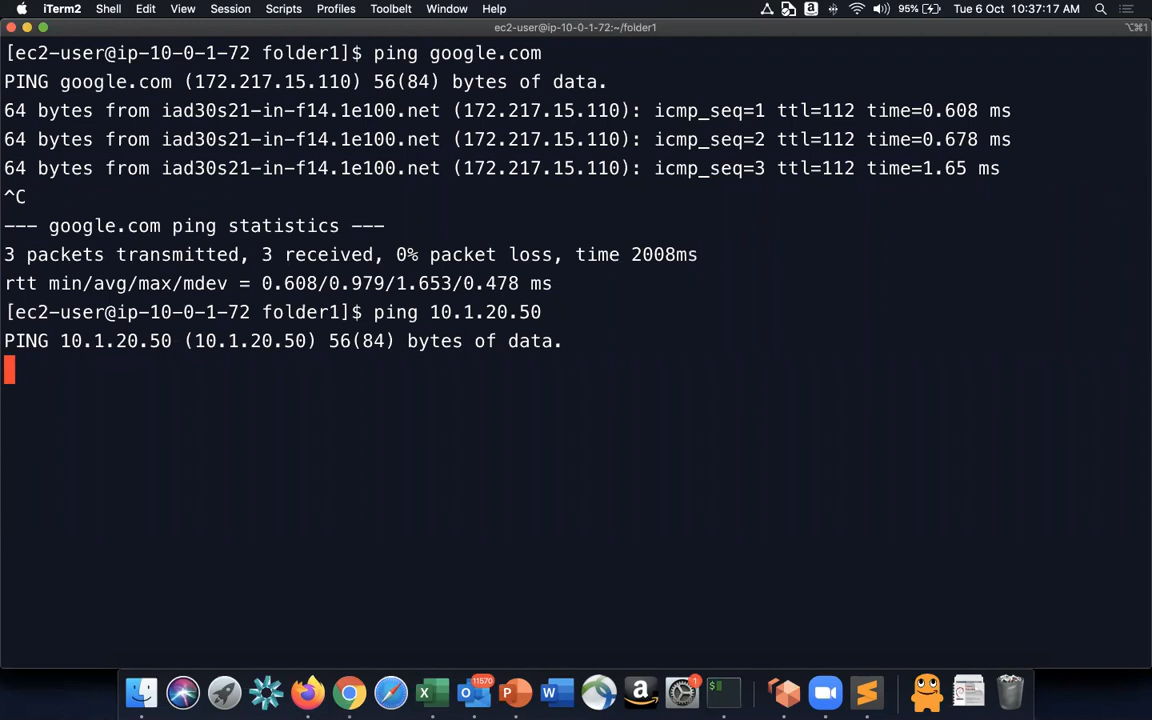 iTerm2 Shell Edit View Session Scripts Profiles Toolbelt Window Help 95% Tue 6 Oct 10:37:17 AM
ec2-user@ip-10-0-1-72:~/folder1 ⌥⌘1
[ec2-user@ip-10-0-1-72 folder1]$ ping google.com
PING google.com (172.217.15.110) 56(84) bytes of data.
64 bytes from iad30s21-in-f14.1e100.net (172.217.15.110): icmp_seq=1 ttl=112 time=0.608 ms
64 bytes from iad30s21-in-f14.1e100.net (172.217.15.110): icmp_seq=2 ttl=112 time=0.678 ms
64 bytes from iad30s21-in-f14.1e100.net (172.217.15.110): icmp_seq=3 ttl=112 time=1.65 ms
^C
--- google.com ping statistics ---
3 packets transmitted, 3 received, 0% packet loss, time 2008ms
rtt min/avg/max/mdev = 0.608/0.979/1.653/0.478 ms
[ec2-user@ip-10-0-1-72 folder1]$ ping 10.1.20.50
PING 10.1.20.50 (10.1.20.50) 56(84) bytes of data.
11570 1